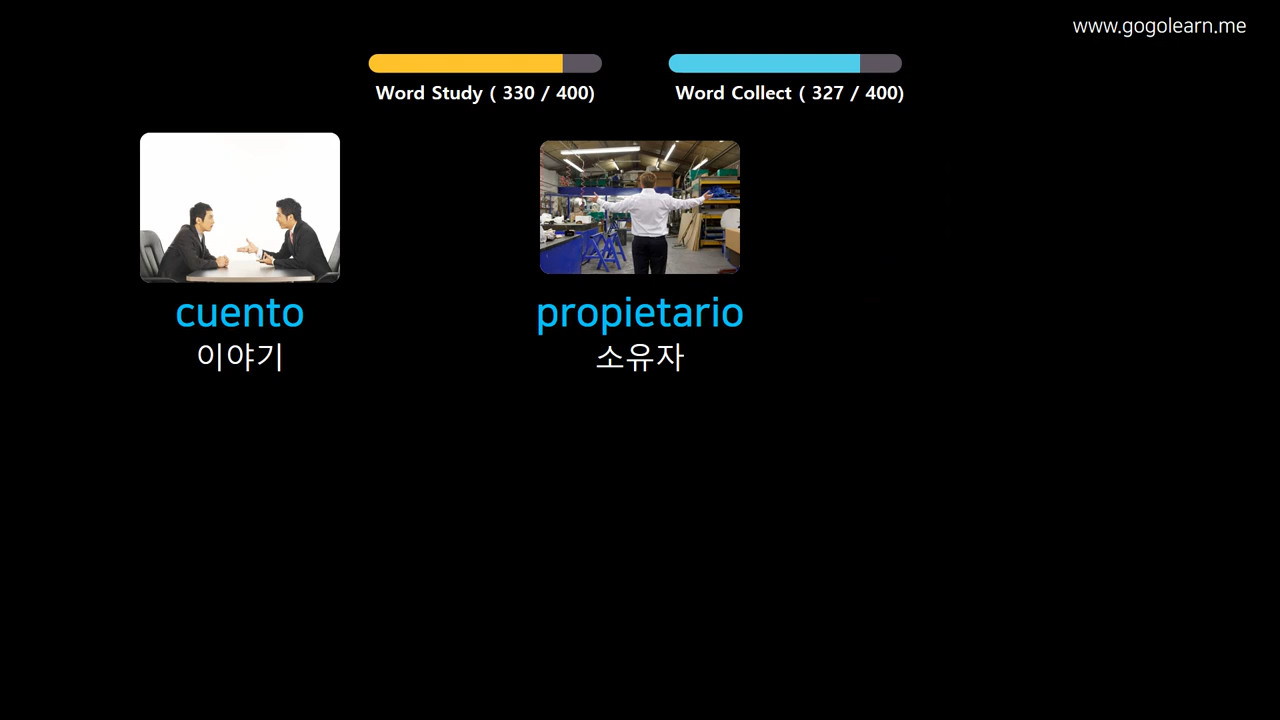 www.gogolearn.me
Word Study ( 330 / 400)
Word Collect ( 327 / 400)
cuento
이야기
propietario
소유자